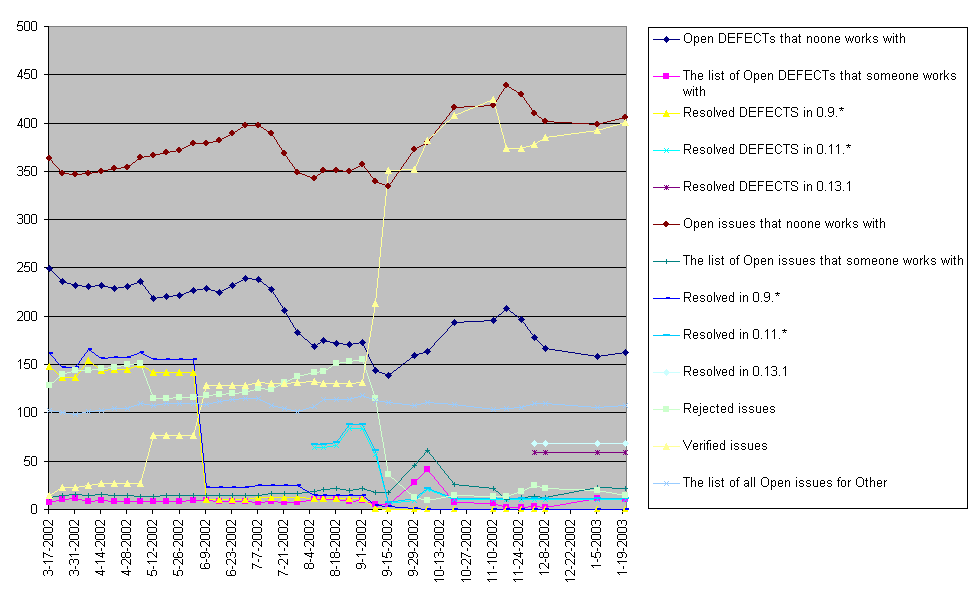 500
450
400
350
300
250
200
150
100
50
0
3-17-2002
3-31-2002
4-14-2002
4-28-2002
5-12-2002
5-26-2002
6-9-2002
6-23-2002
7-7-2002
7-21-2002
8-4-2002
8-18-2002
9-1-2002
9-15-2002
9-29-2002
10-13-2002
10-27-2002
11-10-2002
11-24-2002
12-8-2002
12-22-2002
1-5-2003
1-19-2003
Open DEFECTs that noone works with
The list of Open DEFECTs that someone works
with
Resolved DEFECTS in 0.9.*
Resolved DEFECTS in 0.11.*
Resolved DEFECTS in 0.13.1
Open issues that noone works with
The list of Open issues that someone works with
Resolved in 0.9.*
Resolved in 0.11.*
Resolved in 0.13.1
Rejected issues
Verified issues
The list of all Open issues for Other